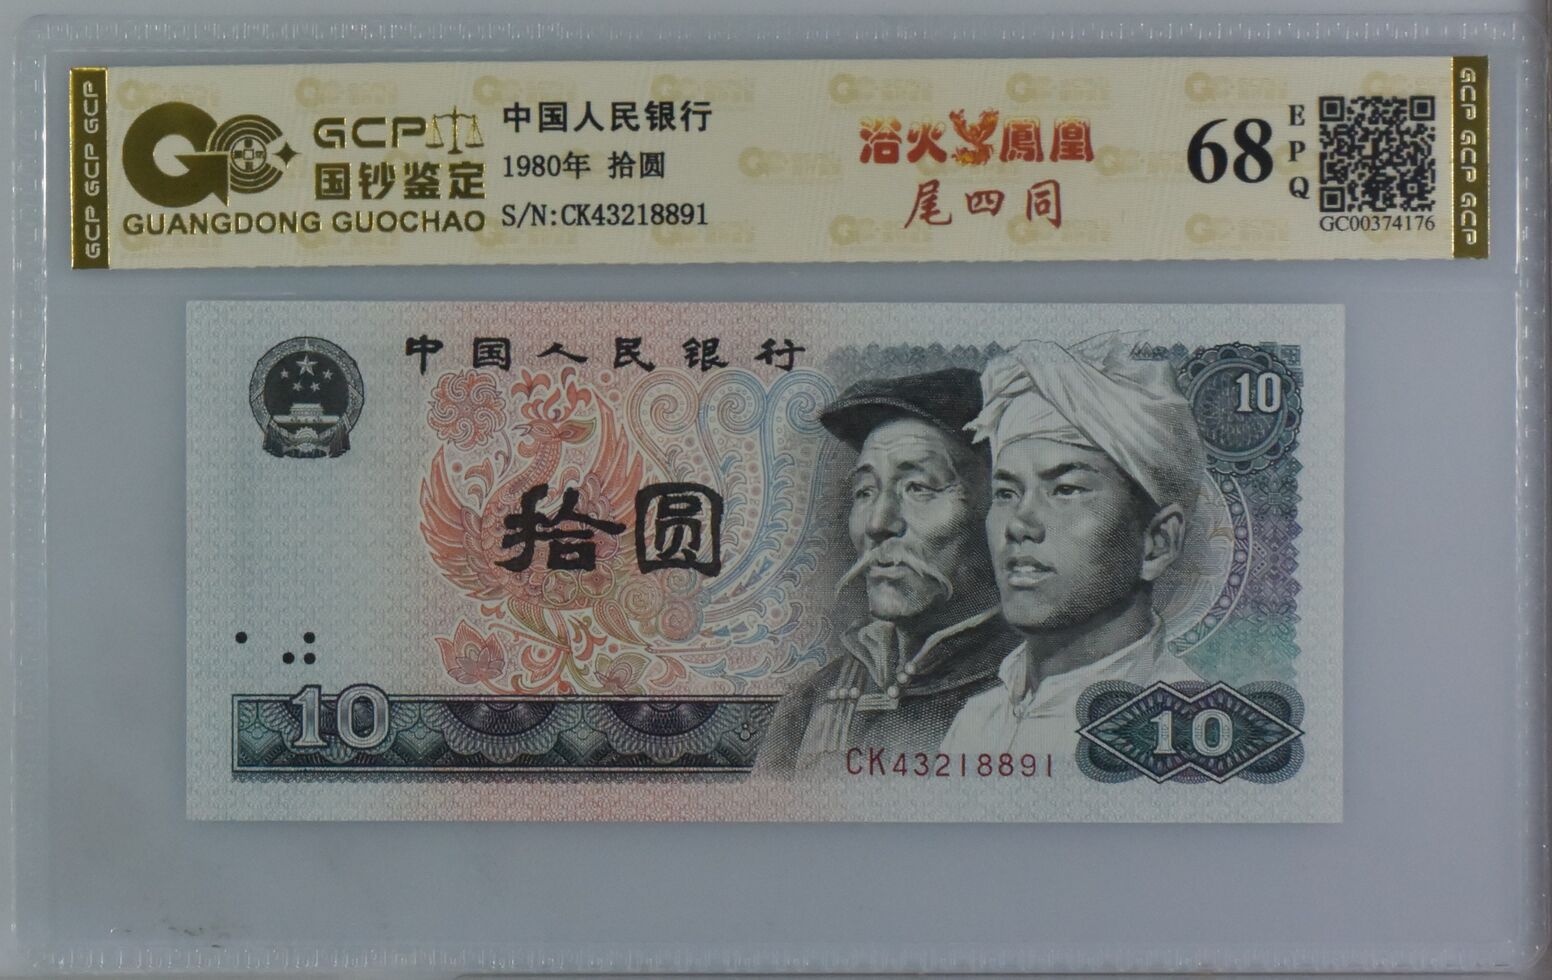 GCP GCP GCP
GCP
国钞鉴定
GUANGDONG GUOCHAO
中国人民银行
1980年 拾圆
S/N:CK43218891
浴火鳳凰
尾四同
68
EPQ
GC00374176
GCP GCP GCP
中国人民银行
10
拾圆
10
CK43218891
10